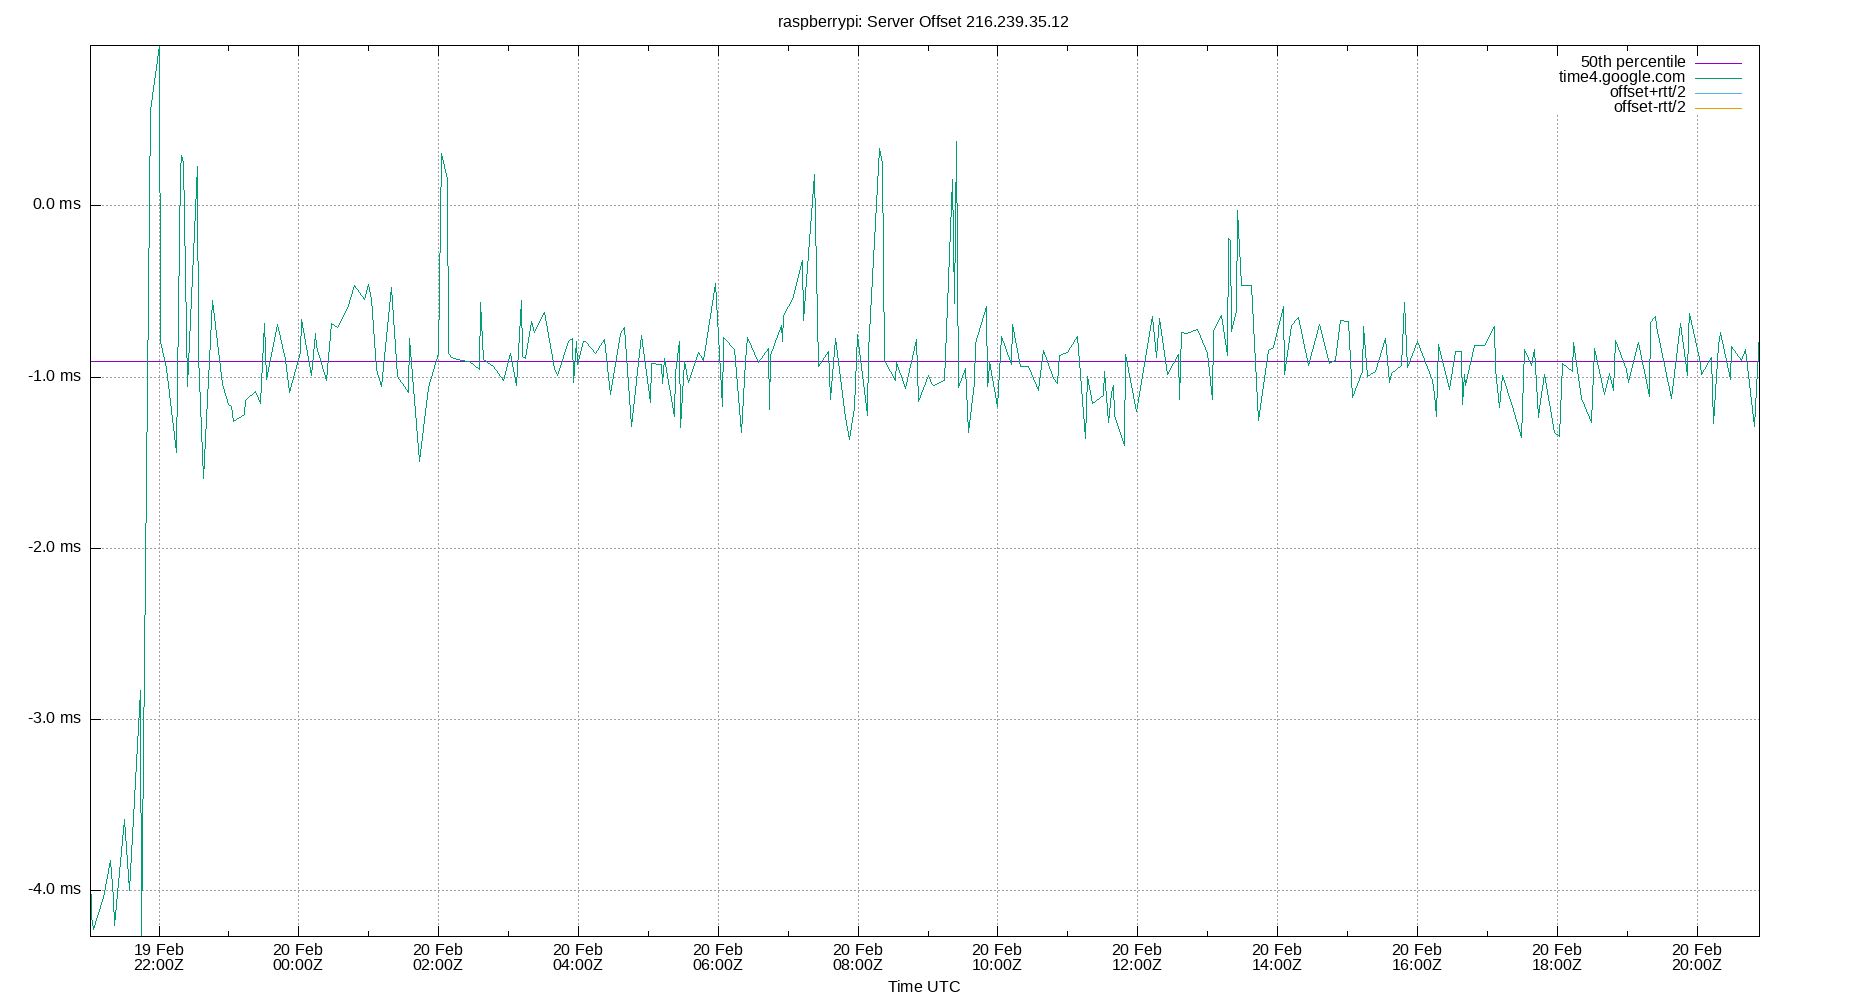 raspberrypi: Server Offset 216.239.35.12
50th percentile
time4.google.com
offset+rtt/2
offset-rtt/2
0.0 ms
-1.0 ms
-2.0 ms
-3.0 ms
-4.0 ms
19 Feb 20 Feb 20 Feb 20 Feb 20 Feb 20 Feb 20 Feb 20 Feb 20 Feb 20 Feb 20 Feb 20 Feb
22:00Z 00:00Z 02:00Z 04:00Z 06:00Z 08:00Z 10:00Z 12:00Z 14:00Z 16:00Z 18:00Z 20:00Z
Time UTC